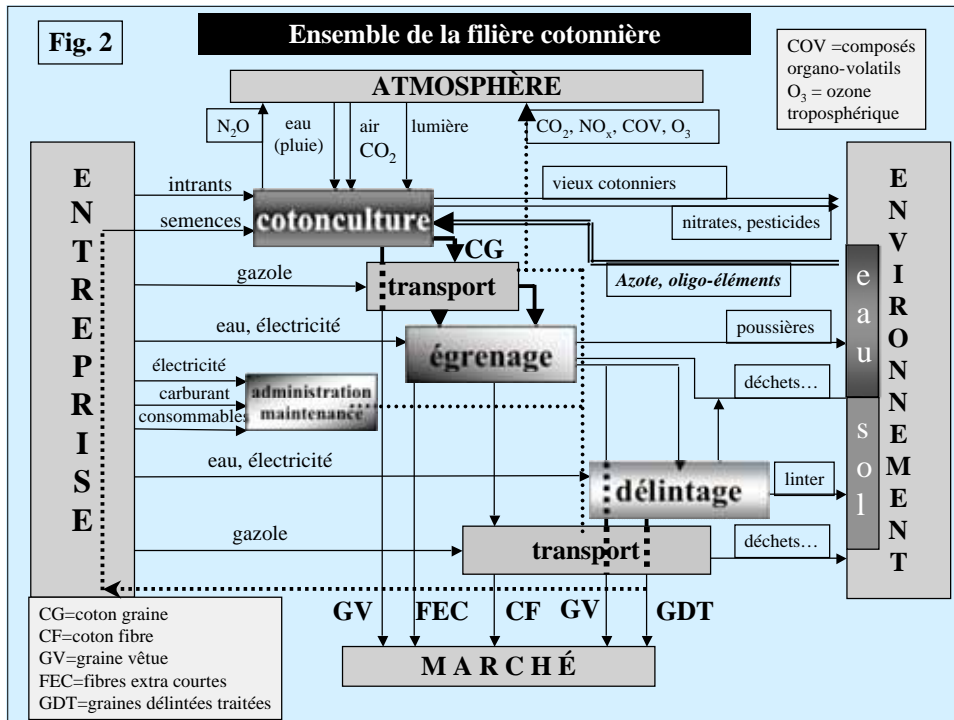 Fig. 2
Ensemble de la filière cotonnière
COV =composés
organo-volatils
O₃ = ozone
troposphérique
ATMOSPHÈRE
N₂O
eau
(pluie)
air
CO₂
lumière
CO₂, NOₓ, COV, O₃
ENTREPRISE
ENVIRONNEMENT
intrants
semences
cotonculture
vieux cotonniers
nitrates, pesticides
CG
gazole
transport
Azote, oligo-éléments
eau
eau, électricité
égrenage
poussières
électricité
carburant
consommables
administration
maintenance
déchets…
sol
eau, électricité
délintage
linter
gazole
transport
déchets…
GV
FEC
CF
GV
GDT
CG=coton graine
CF=coton fibre
GV=graine vêtue
FEC=fibres extra courtes
GDT=graines délintées traitées
MARCHÉ